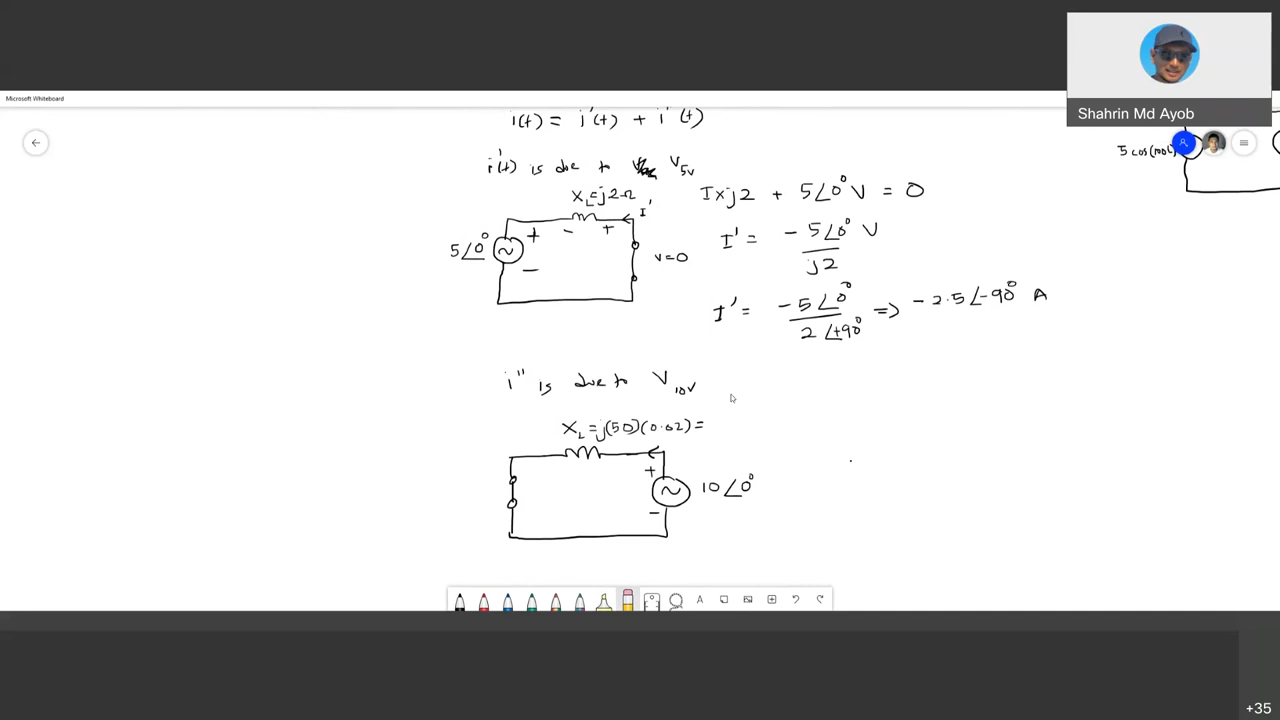 Microsoft Whiteboard
Shahrin Md Ayob
i(t) = i'(t) + i''(t)
i'(t) is due to V5v
XL=j2Ω
I'
5∠0°
+
-
-
+
v=0
I×j2 + 5∠0° V = 0
I' = -5∠0° V
j2
I' = -5∠0°
2∠+90°
=> -2.5∠-90° A
5 cos(100t)
i'' is due to V10V
XL=j(50)(0.02)=
+
-
10∠0°
A
+35